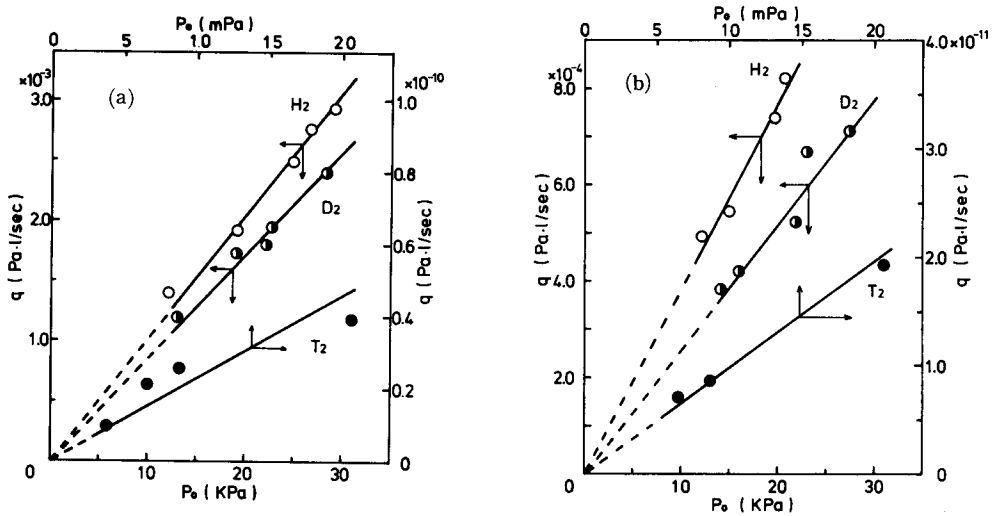 P₀ ( mPa )
0 5 1.0 15 20
×10⁻³
(a)
×10⁻¹⁰
3.0
H2
1.0
0.8
2.0
D2
q ( Pa·l/sec)
0.6
q (Pa·l/sec)
0.4
1.0
T2
0.2
0
0
10 20 30
P₀ ( KPa )
P₀ ( mPa )
0 5 10 15 20
4.0×10⁻¹¹
×10⁻⁴
(b)
H2
8.0
D2
3.0
6.0
q ( Pa·l/sec)
q (Pa·l/sec)
2.0
4.0
T2
1.0
2.0
0
0
10 20 30
P₀ ( KPa )